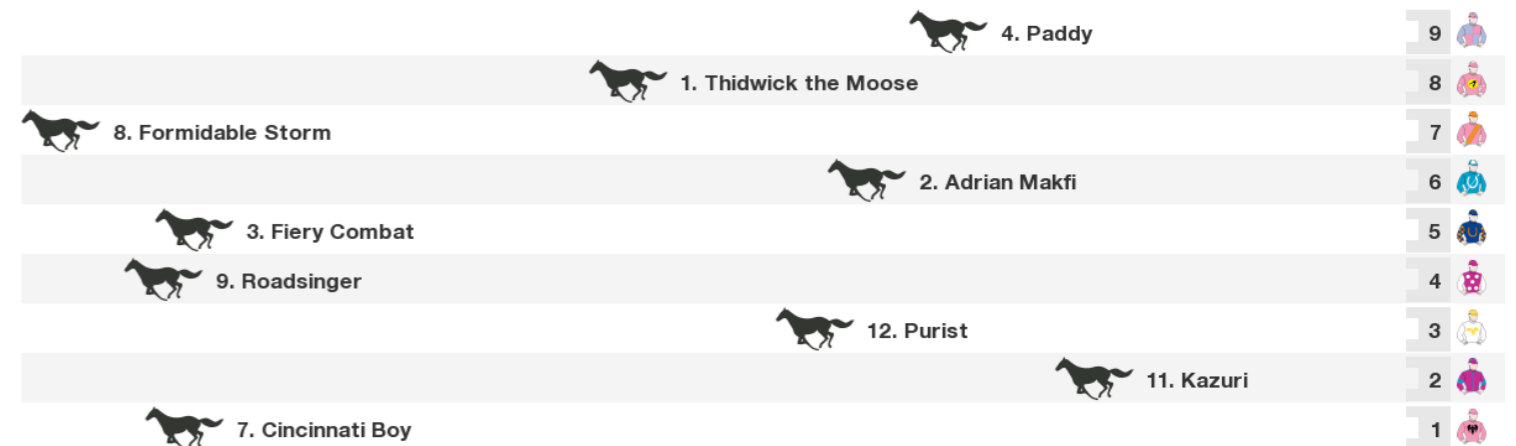 4. Paddy 9
1. Thidwick the Moose 8
8. Formidable Storm 7
2. Adrian Makfi 6
3. Fiery Combat 5
9. Roadsinger 4
12. Purist 3
11. Kazuri 2
7. Cincinnati Boy 1